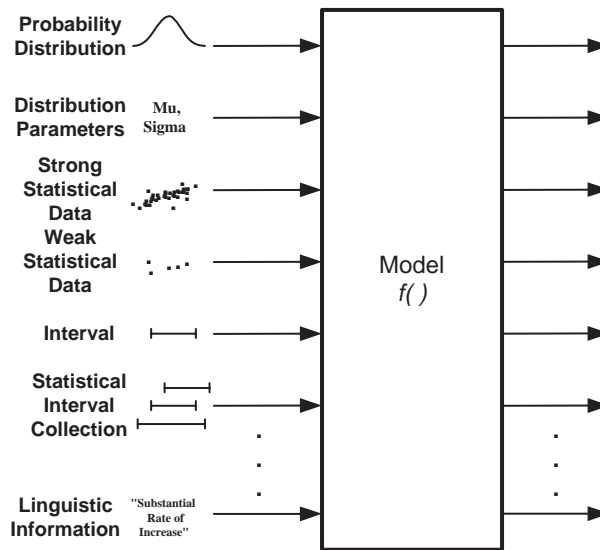 Probability
Distribution
Distribution
Parameters
Mu,
Sigma
Strong
Statistical
Data
Weak
Statistical
Data
Interval
Statistical
Interval
Collection
Linguistic
Information
"Substantial
Rate of
Increase"
Model
f( )